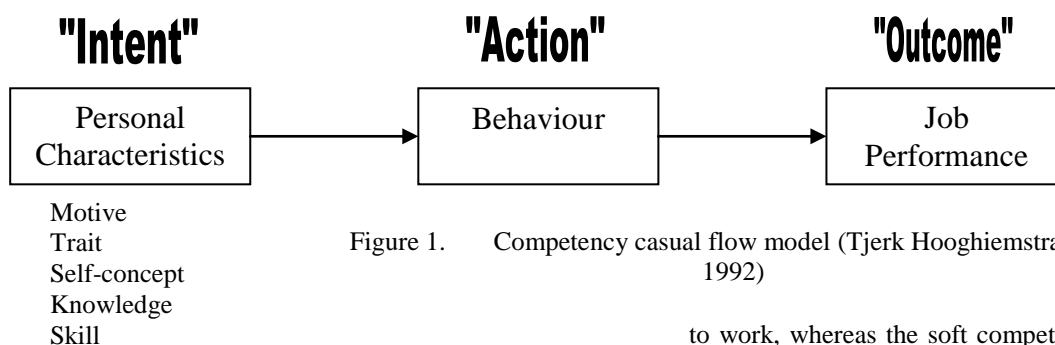 "Intent" "Action" "Outcome"
Personal
Characteristics
Behaviour
Job
Performance
Motive
Trait
Self-concept
Knowledge
Skill
Figure 1. Competency casual flow model (Tjerk Hooghiemstra
1992)
to work, whereas the soft compet